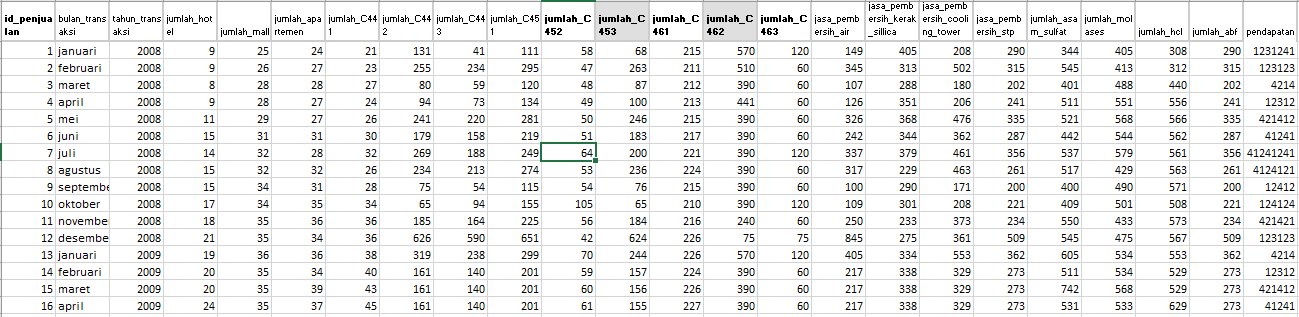 id_penjualan bulan_transaksi tahun_transaksi jumlah_hotel jumlah_mall jumlah_apartemen jumlah_C441 jumlah_C442 jumlah_C443 jumlah_C451 jumlah_C452 jumlah_C453 jumlah_C461 jumlah_C462 jumlah_C463 jasa_pembersih_air jasa_pembersih_kerak_sillica jasa_pembersih_cooling_tower jasa_pembersih_stp jumlah_asam_sulfat jumlah_molases jumlah_hcl jumlah_abf pendapatan
1 januari 2008 9 25 24 21 131 41 111 58 68 215 570 120 149 405 208 290 344 405 308 290 1231241
2 februari 2008 9 26 27 23 255 234 295 47 263 211 510 60 345 313 502 315 545 413 312 315 123123
3 maret 2008 8 28 28 27 80 59 120 48 87 212 390 60 107 288 180 202 401 488 440 202 4214
4 april 2008 9 28 27 24 94 73 134 49 100 213 441 60 126 351 206 241 511 551 556 241 12312
5 mei 2008 11 29 27 26 241 220 281 50 246 215 390 60 326 368 476 335 521 568 566 335 421412
6 juni 2008 15 31 31 30 179 158 219 51 183 217 390 60 242 344 362 287 442 544 562 287 41241
7 juli 2008 14 32 28 32 269 188 249 64 200 221 390 120 337 379 461 356 537 579 561 356 41241241
8 agustus 2008 15 32 32 26 234 213 274 53 236 224 390 60 317 229 463 261 517 429 563 261 4124121
9 septembe 2008 15 34 31 28 75 54 115 54 76 215 390 60 100 290 171 200 400 490 571 200 12412
10 oktober 2008 17 34 35 34 65 94 155 105 65 210 390 120 109 301 208 221 409 501 508 221 124124
11 november 2008 18 35 36 36 185 164 225 56 184 216 240 60 250 233 373 234 550 433 573 234 421421
12 desembe 2008 21 35 34 36 626 590 651 42 624 226 75 75 845 225 361 509 545 475 567 509 123123
13 januari 2009 19 36 36 38 319 238 299 70 244 226 570 120 405 334 553 362 605 534 553 362 4214
14 februari 2009 20 35 34 40 161 140 201 59 157 224 390 60 217 338 329 273 511 534 529 273 12312
15 maret 2009 20 35 39 43 161 140 201 60 156 226 390 60 217 338 329 273 742 568 529 273 421412
16 april 2009 24 35 37 45 161 140 201 61 155 227 390 60 217 338 329 273 531 533 629 273 41241